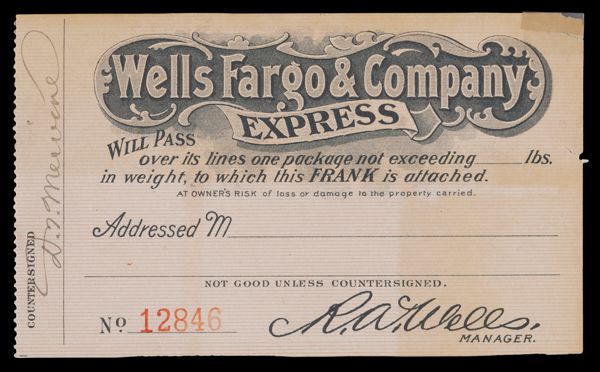 Wells Fargo & Company
EXPRESS
WILL PASS
over its lines one package not exceeding____lbs.
in weight, to which this FRANK is attached.
AT OWNER'S RISK of loss or damage to the property carried.
Addressed M
NOT GOOD UNLESS COUNTERSIGNED.
No 12846
R. A. Wells.
MANAGER.
COUNTERSIGNED